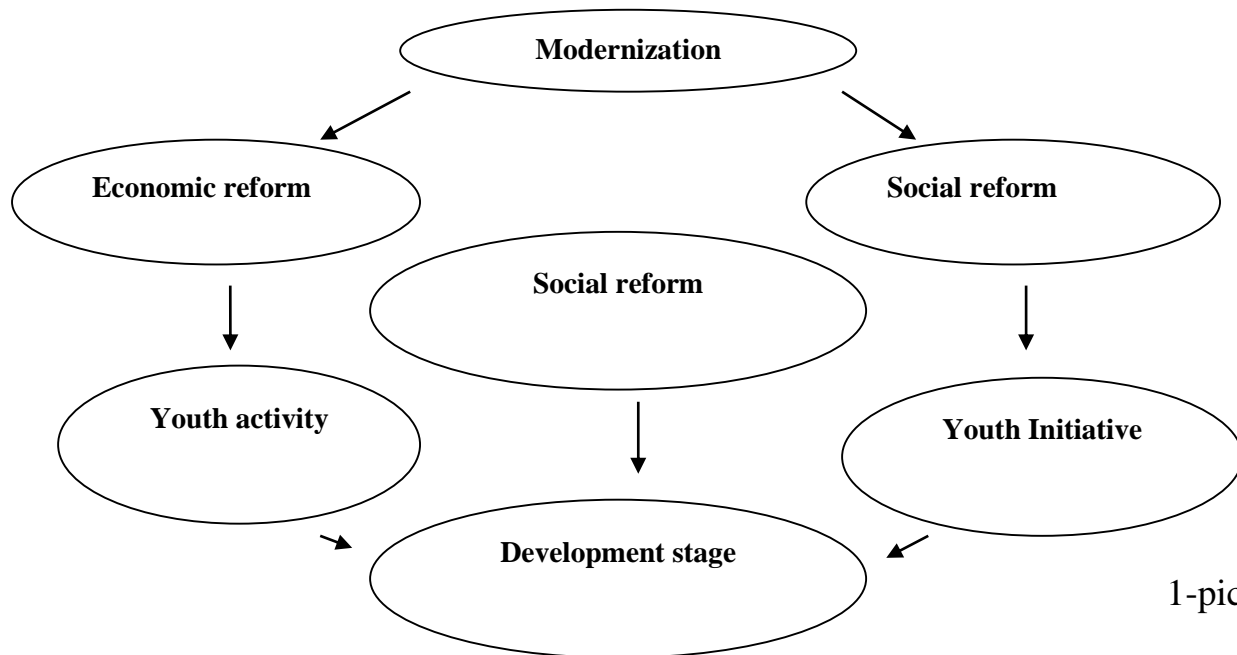 Modernization
Economic reform
Social reform
Social reform
Youth activity
Youth Initiative
Development stage
1-pic